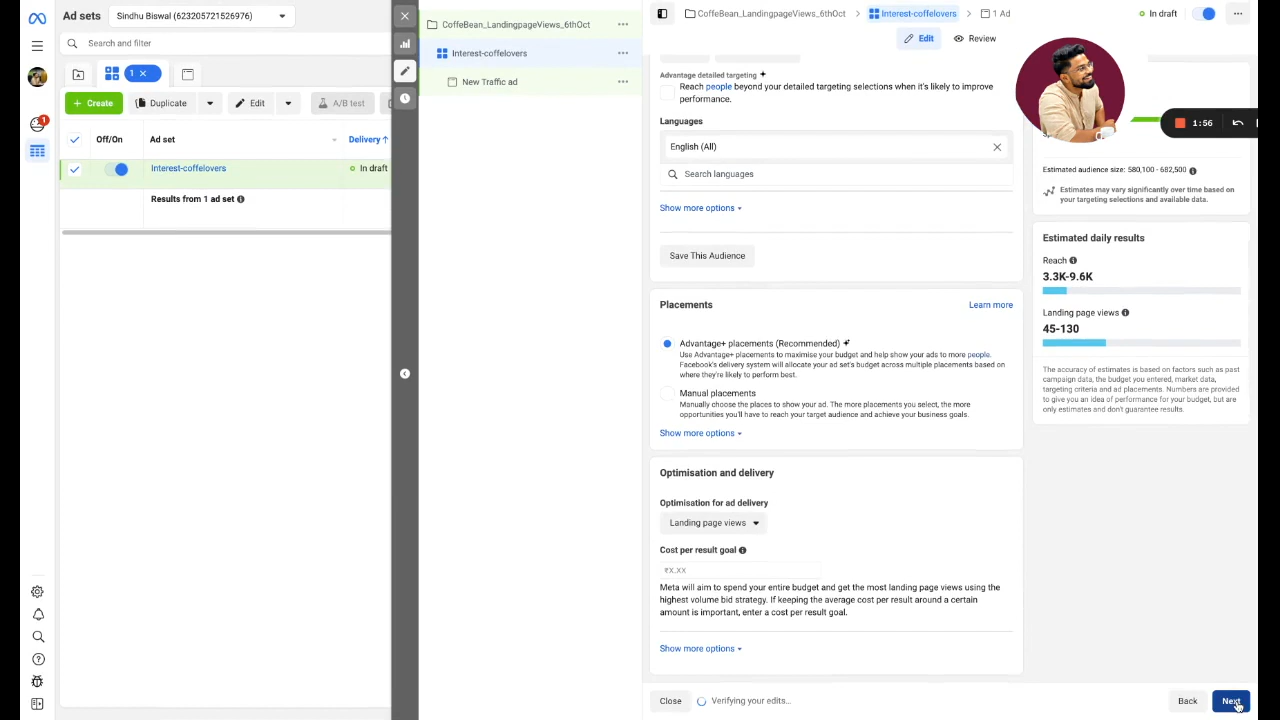 Ad sets
Sindhu Biswal (623205721526976)
Search and filter
1
Create
Duplicate
Edit
A/B test
Off/On
Ad set
Delivery ↑
Interest-coffelovers
In draft
Results from 1 ad set
1
CoffeBean_LandingpageViews_6thOct
Interest-coffelovers
New Traffic ad
CoffeBean_LandingpageViews_6thOct
Interest-coffelovers
1 Ad
In draft
Edit
Review
Advantage detailed targeting
Reach people beyond your detailed targeting selections when it's likely to improve
performance.
Languages
English (All)
Search languages
Show more options
Save This Audience
Placements
Learn more
Advantage+ placements (Recommended)
Use Advantage+ placements to maximise your budget and help show your ads to more people.
Facebook's delivery system will allocate your ad set's budget across multiple placements based on
where they're likely to perform best.
Manual placements
Manually choose the places to show your ad. The more placements you select, the more
opportunities you'll have to reach your target audience and achieve your business goals.
Show more options
Optimisation and delivery
Optimisation for ad delivery
Landing page views
Cost per result goal
₹X.XX
Meta will aim to spend your entire budget and get the most landing page views using the
highest volume bid strategy. If keeping the average cost per result around a certain
amount is important, enter a cost per result goal.
Show more options
Close
Verifying your edits...
Back
Next
1:56
Estimated audience size: 580,100 - 682,500
Estimates may vary significantly over time based on
your targeting selections and available data.
Estimated daily results
Reach
3.3K-9.6K
Landing page views
45-130
The accuracy of estimates is based on factors such as past
campaign data, the budget you entered, market data,
targeting criteria and ad placements. Numbers are provided
to give you an idea of performance for your budget, but are
only estimates and don't guarantee results.